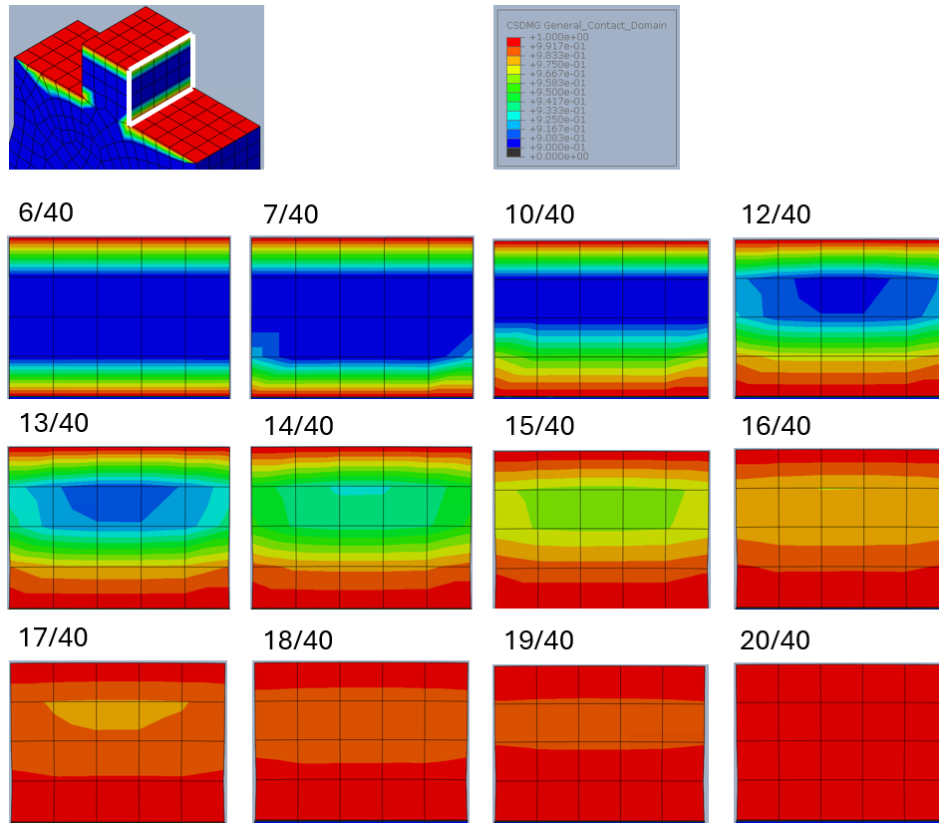 CSDMG General_Contact_Domain
+1.000e+00
+9.917e-01
+9.833e-01
+9.750e-01
+9.667e-01
+9.583e-01
+9.500e-01
+9.417e-01
+9.333e-01
+9.250e-01
+9.167e-01
+9.083e-01
+9.000e-01
+0.000e+00
6/40
7/40
10/40
12/40
13/40
14/40
15/40
16/40
17/40
18/40
19/40
20/40